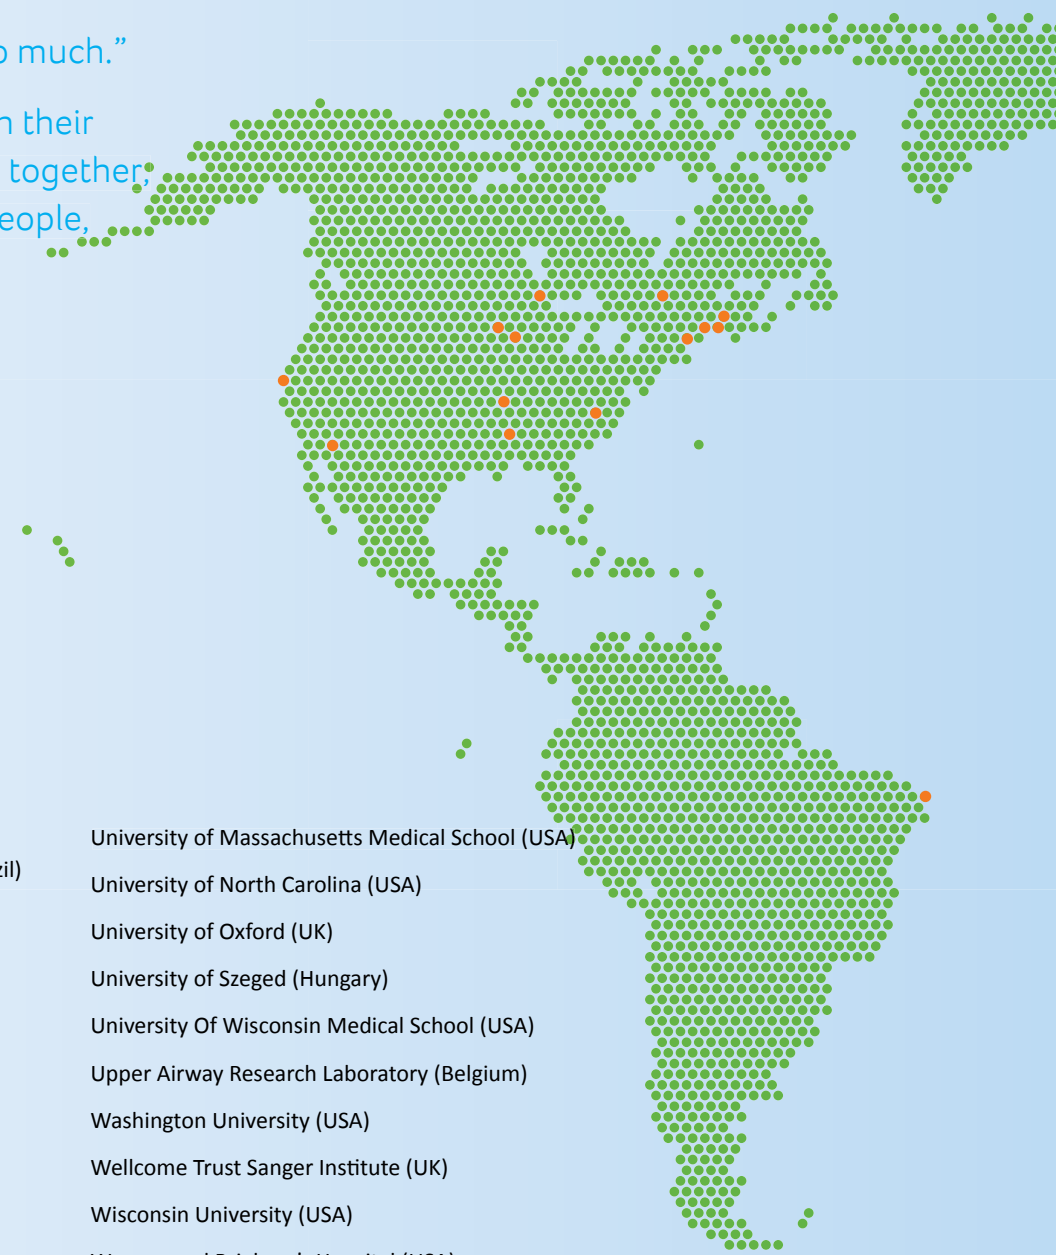 much.”
their
together,
eople,
University of Massachusetts Medical School (USA)
zil)
University of North Carolina (USA)
University of Oxford (UK)
University of Szeged (Hungary)
University Of Wisconsin Medical School (USA)
Upper Airway Research Laboratory (Belgium)
Washington University (USA)
Wellcome Trust Sanger Institute (UK)
Wisconsin University (USA)